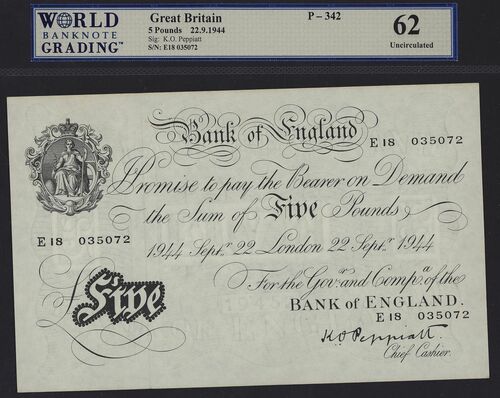 WORLD
BANKNOTE
GRADING™
Great Britain
5 Pounds 22.9.1944
Sig: K.O. Peppiatt
S/N: E18 035072
P-342
62
Uncirculated
Bank of England
E18 035072
I Promise to pay the Bearer on Demand
the Sum of Five Pounds
E18 035072
1944 Septr 22 London 22 Septr 1944
For the Govr and Compa of the
BANK of ENGLAND.
E18 035072
£Five
K.O. Peppiatt
Chief Cashier.